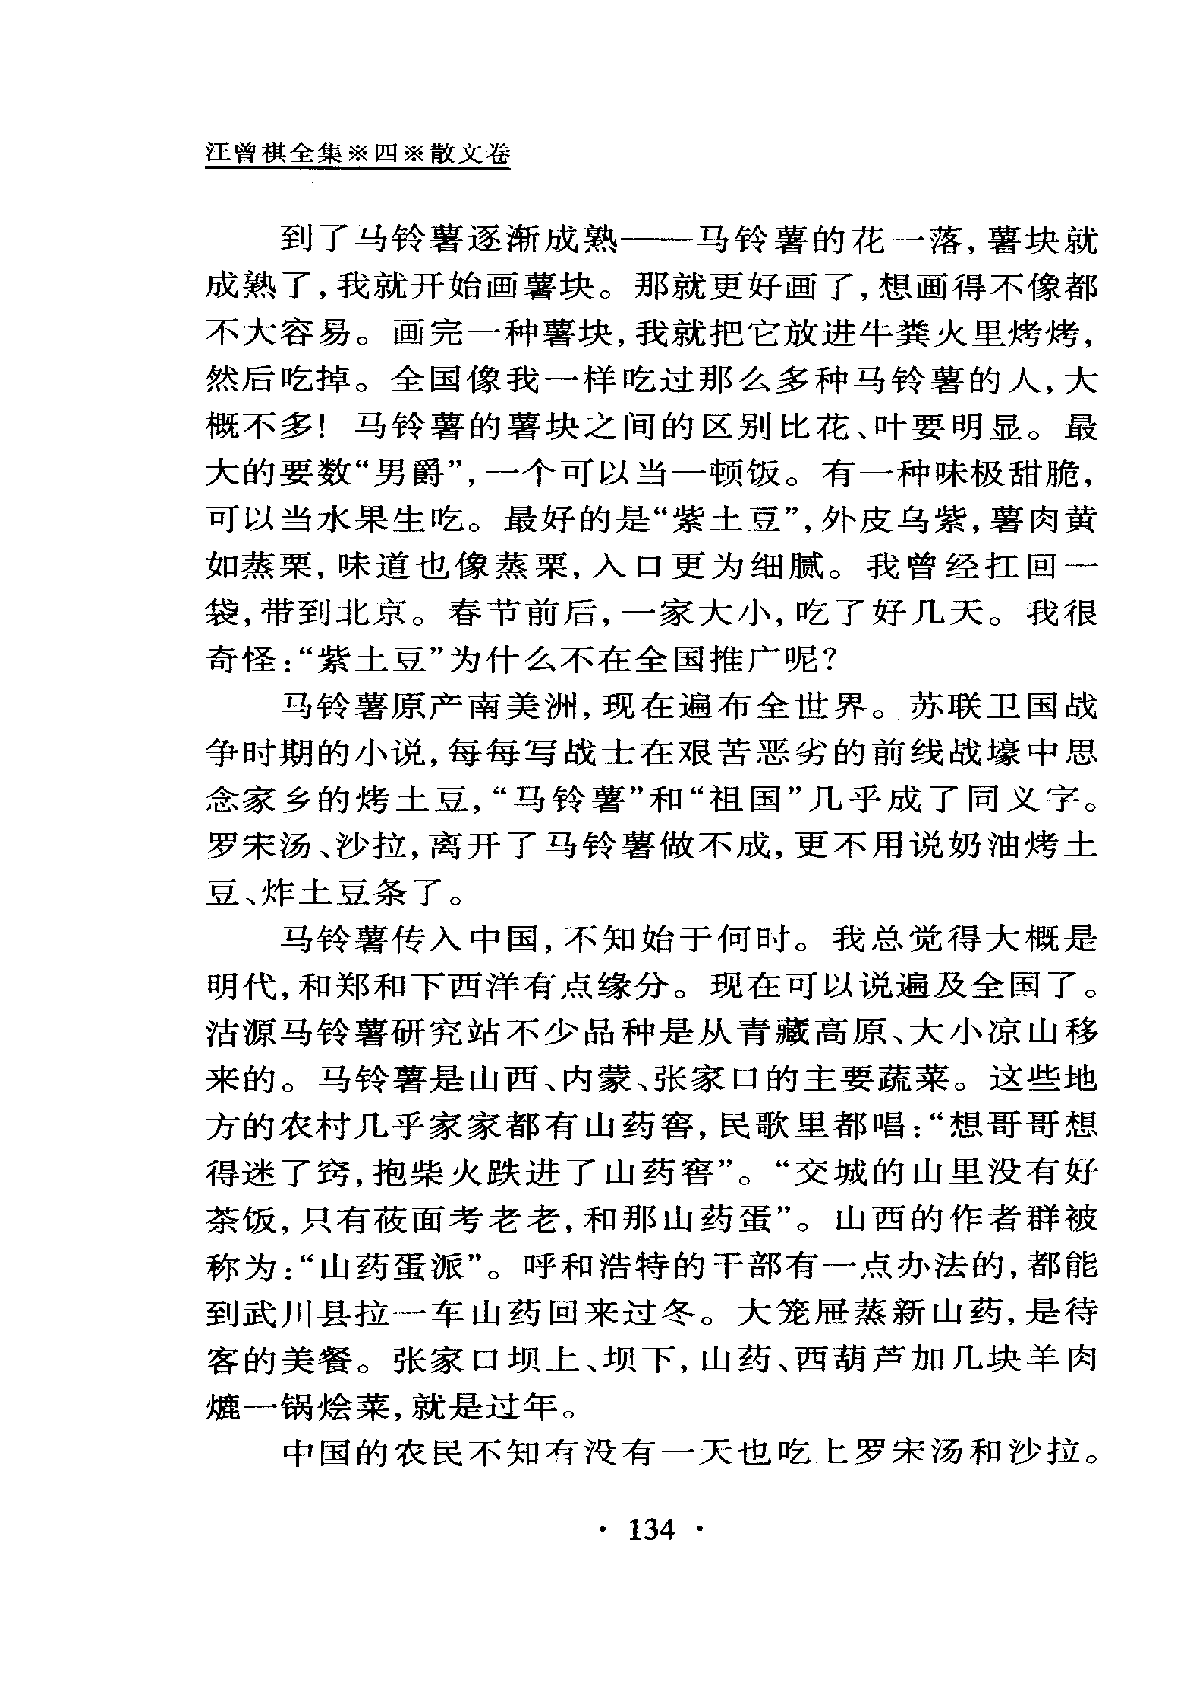 汪曾祺全集※四※散文卷
到了马铃薯逐渐成熟——马铃薯的花一落,薯块就
成熟了,我就开始画薯块。那就更好画了,想画得不像都
不大容易。画完一种薯块,我就把它放进牛粪火里烤烤,
然后吃掉。全国像我一样吃过那么多种马铃薯的人,大
概不多!马铃薯的薯块之间的区别比花、叶要明显。最
大的要数“男爵”,一个可以当一顿饭。有一种味极甜脆,
可以当水果生吃。最好的是“紫土豆”,外皮乌紫,薯肉黄
如蒸栗,味道也像蒸栗,入口更为细腻。我曾经扛回一
袋,带到北京。春节前后,一家大小,吃了好几天。我很
奇怪:“紫土豆”为什么不在全国推广呢?
马铃薯原产南美洲,现在遍布全世界。苏联卫国战
争时期的小说,每每写战士在艰苦恶劣的前线战壕中思
念家乡的烤土豆,“马铃薯”和“祖国”几乎成了同义字。
罗宋汤、沙拉,离开了马铃薯做不成,更不用说奶油烤土
豆、炸土豆条了。
马铃薯传入中国,不知始于何时。我总觉得大概是
明代,和郑和下西洋有点缘分。现在可以说遍及全国了。
沽源马铃薯研究站不少品种是从青藏高原、大小凉山移
来的。马铃薯是山西、内蒙、张家口的主要蔬菜。这些地
方的农村几乎家家都有山药窖,民歌里都唱:“想哥哥想
得迷了窍,抱柴火跌进了山药窖”。“交城的山里没有好
茶饭,只有莜面考老老,和那山药蛋”。山西的作者群被
称为:“山药蛋派”。呼和浩特的干部有一点办法的,都能
到武川县拉一车山药回来过冬。大笼屉蒸新山药,是待
客的美餐。张家口坝上、坝下,山药、西葫芦加几块羊肉
爊一锅烩菜,就是过年。
中国的农民不知有没有一天也吃上罗宋汤和沙拉。
· 134 ·